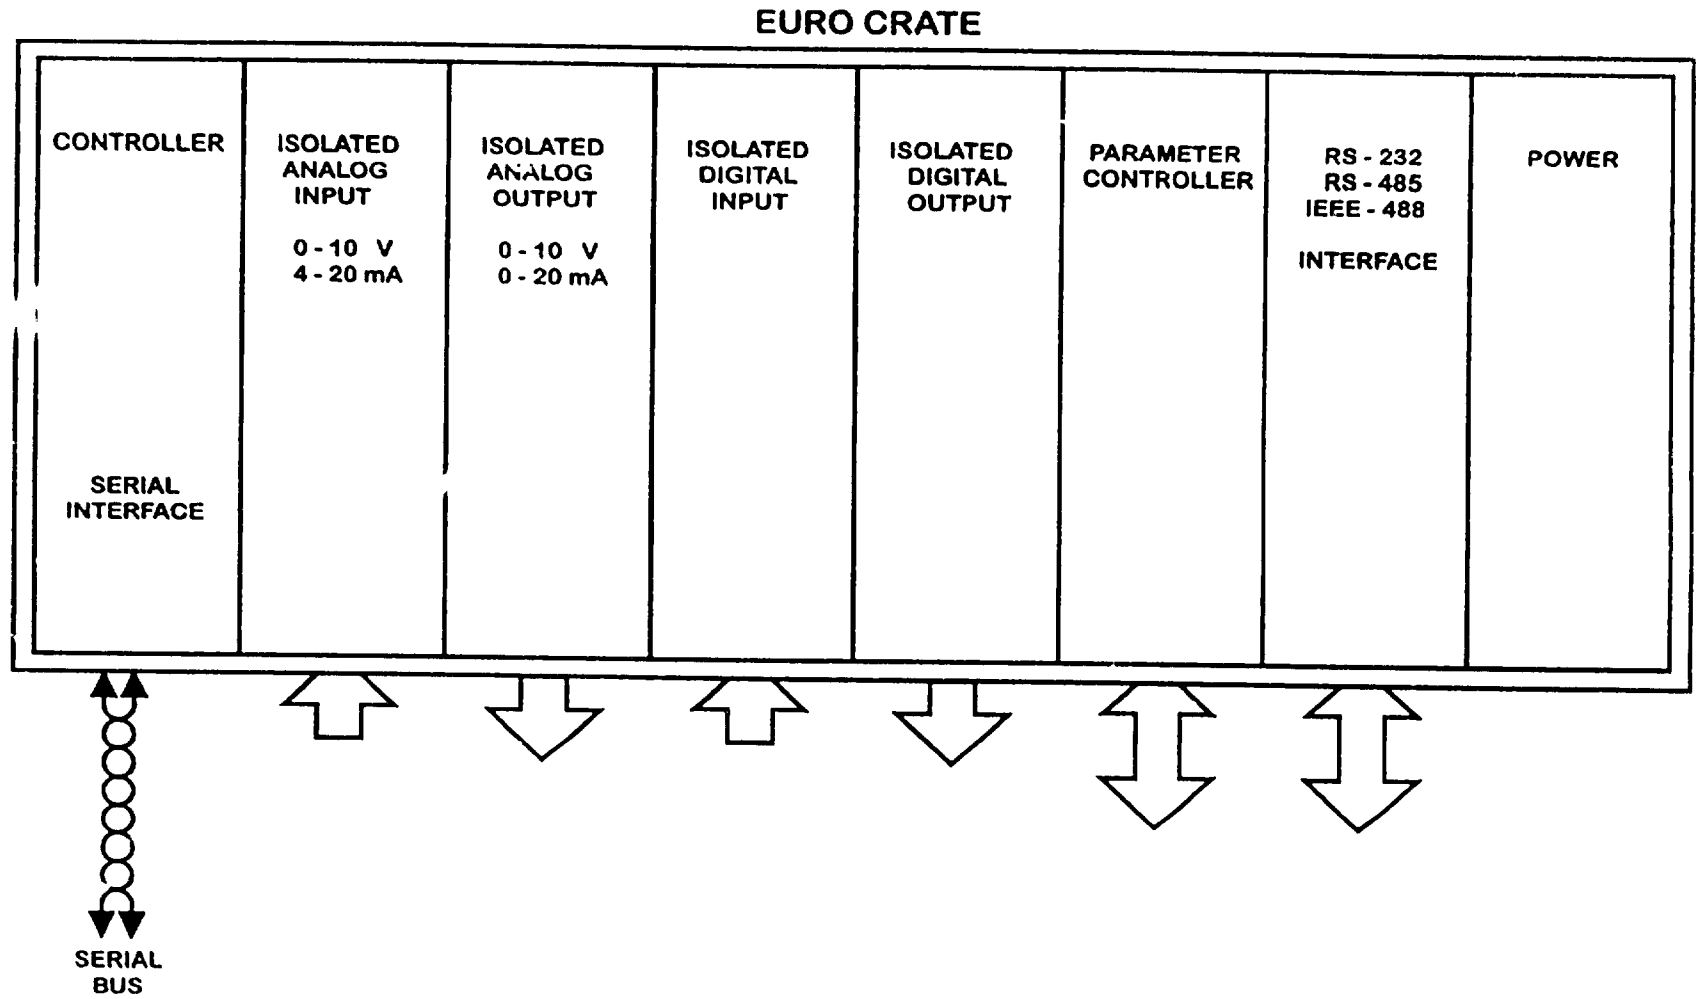 EURO CRATE
CONTROLLER
SERIAL
INTERFACE
ISOLATED
ANALOG
INPUT
0 - 10 V
4 - 20 mA
ISOLATED
ANALOG
OUTPUT
0 - 10 V
0 - 20 mA
ISOLATED
DIGITAL
INPUT
ISOLATED
DIGITAL
OUTPUT
PARAMETER
CONTROLLER
RS - 232
RS - 485
IEEE - 488
INTERFACE
POWER
SERIAL
BUS